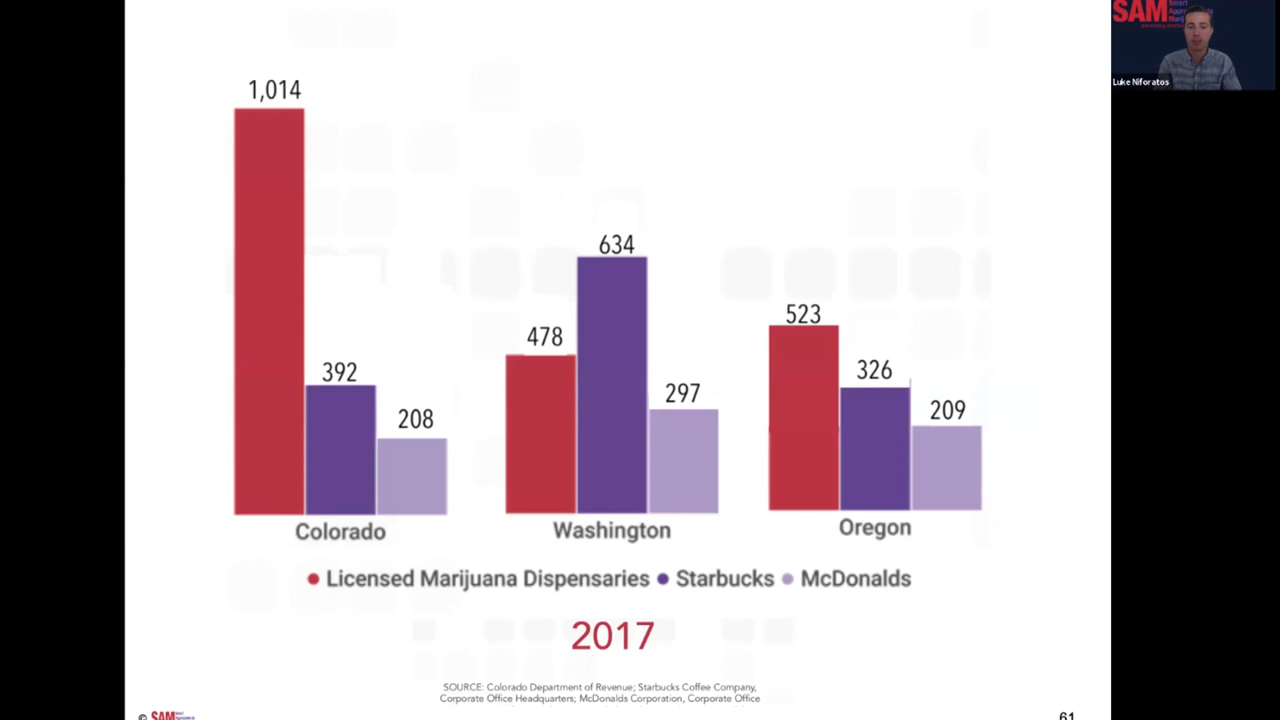 SAM
Luke Niforatos
1,014
392
208
478
634
297
523
326
209
Colorado
Washington
Oregon
Licensed Marijuana Dispensaries Starbucks McDonalds
2017
SOURCE: Colorado Department of Revenue; Starbucks Coffee Company,
Corporate Office Headquarters; McDonalds Corporation, Corporate Office
© SAM
61